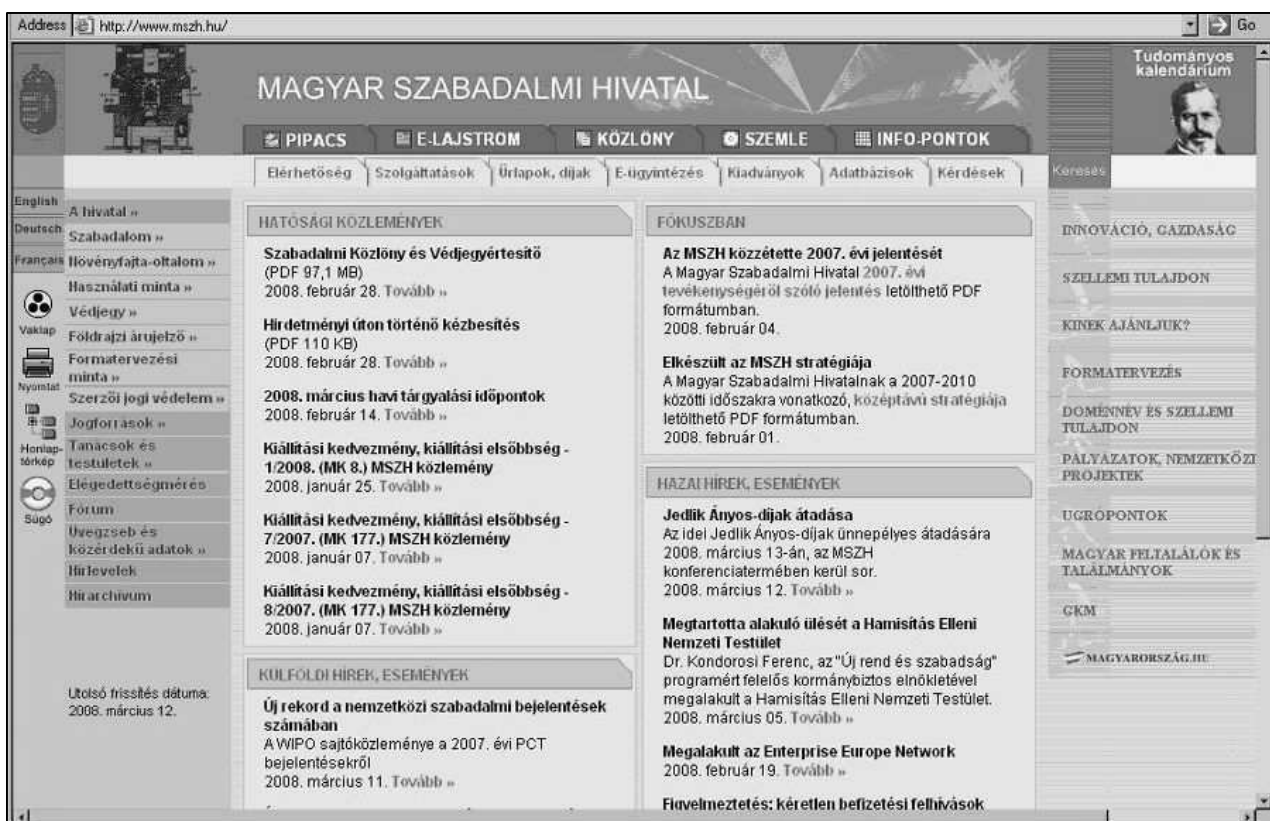 Address http://www.mszh.hu/
Go
MAGYAR SZABADALMI HIVATAL
Tudományos
kalendárium
PIPACS
E-LAJSTROM
KÖZLÖNY
SZEMLE
INFO-PONTOK
Elérhetőség
Szolgáltatások
Űrlapok, díjak
E-ügyintézés
Kiadványok
Adatbázisok
Kérdések
Keresés
English
Deutsch
Français
Vaklap
Nyomtat
Honlap-
térkép
Súgó
A hivatal »
Szabadalom »
Növényfajta-oltalom »
Használati minta »
Védjegy »
Földrajzi árujelző »
Formatervezési
minta »
Szerzői jogi védelem »
Jogforrások »
Tanácsok és
testületek »
Elégedettségmérés
Fórum
Üvegzseb és
közérdekű adatok »
Hírlevelek
Hírarchívum
Utolsó frissítés dátuma:
2008. március 12.
HATÓSÁGI KÖZLEMÉNYEK
Szabadalmi Közlöny és Védjegyértesítő
(PDF 97,1 MB)
2008. február 28. Tovább »
Hirdetményi úton történő kézbesítés
(PDF 110 KB)
2008. február 28. Tovább »
2008. március havi tárgyalási időpontok
2008. február 14. Tovább »
Kiállítási kedvezmény, kiállítási elsőbbség -
1/2008. (MK 8.) MSZH közlemény
2008. január 25. Tovább »
Kiállítási kedvezmény, kiállítási elsőbbség -
7/2007. (MK 177.) MSZH közlemény
2008. január 07. Tovább »
Kiállítási kedvezmény, kiállítási elsőbbség -
8/2007. (MK 177.) MSZH közlemény
2008. január 07. Tovább »
KÜLFÖLDI HÍREK, ESEMÉNYEK
Új rekord a nemzetközi szabadalmi bejelentések
számában
A WIPO sajtóközleménye a 2007. évi PCT
bejelentésekről
2008. március 11. Tovább »
FÓKUSZBAN
Az MSZH közzétette 2007. évi jelentését
A Magyar Szabadalmi Hivatal 2007. évi
tevékenységéről szóló jelentés letölthető PDF
formátumban.
2008. február 04.
Elkészült az MSZH stratégiája
A Magyar Szabadalmi Hivatalnak a 2007-2010
közötti időszakra vonatkozó, középtávú stratégiája
letölthető PDF formátumban.
2008. február 01.
HAZAI HÍREK, ESEMÉNYEK
Jedlik Ányos-díjak átadása
Az idei Jedlik Ányos-díjak ünnepélyes átadására
2008. március 13-án, az MSZH
konferenciatermében kerül sor.
2008. március 12. Tovább »
Megtartotta alakuló ülését a Hamisítás Elleni
Nemzeti Testület
Dr. Kondorosi Ferenc, az "Új rend és szabadság"
programért felelős kormánybiztos elnökletével
megalakult a Hamisítás Elleni Nemzeti Testület.
2008. március 05. Tovább »
Megalakult az Enterprise Europe Network
2008. február 19. Tovább »
Figyelmeztetés: kéretlen befizetési felhívások
INNOVÁCIÓ, GAZDASÁG
SZELLEMI TULAJDON
KINEK AJÁNLJUK?
FORMATERVEZÉS
DOMÉNNÉV ÉS SZELLEMI
TULAJDON
PÁLYÁZATOK, NEMZETKÖZI
PROJEKTEK
UGRÓPONTOK
MAGYAR FELTALÁLÓK ÉS
TALÁLMÁNYOK
GKM
MAGYARORSZÁG.HU